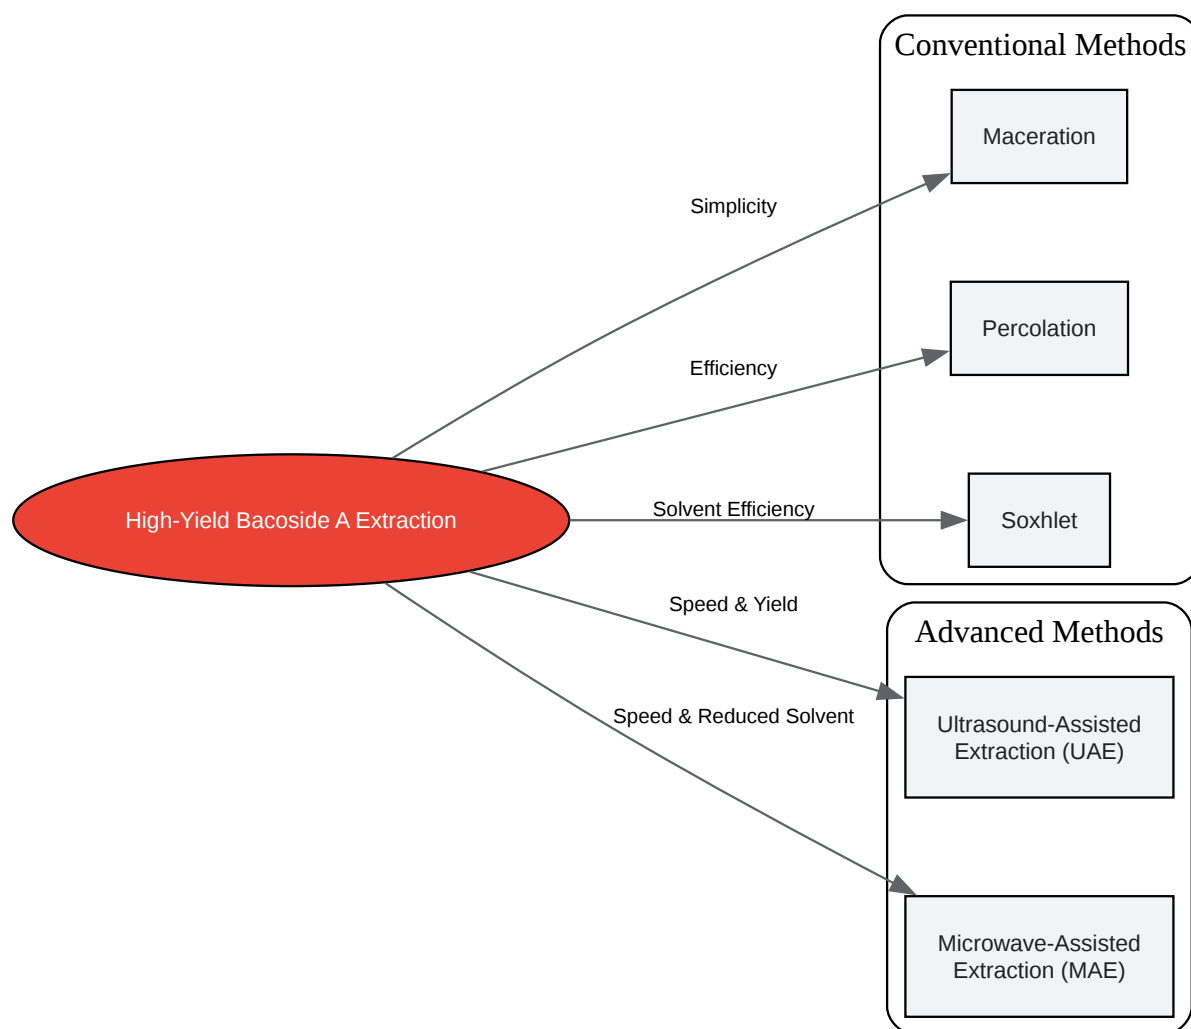 Conventional Methods
Maceration
Simplicity
Percolation
Efficiency
High-Yield Bacoside A Extraction
Solvent Efficiency
Soxhlet
Speed & Yield
Advanced Methods
Ultrasound-Assisted
Extraction (UAE)
Speed & Reduced Solvent
Microwave-Assisted
Extraction (MAE)